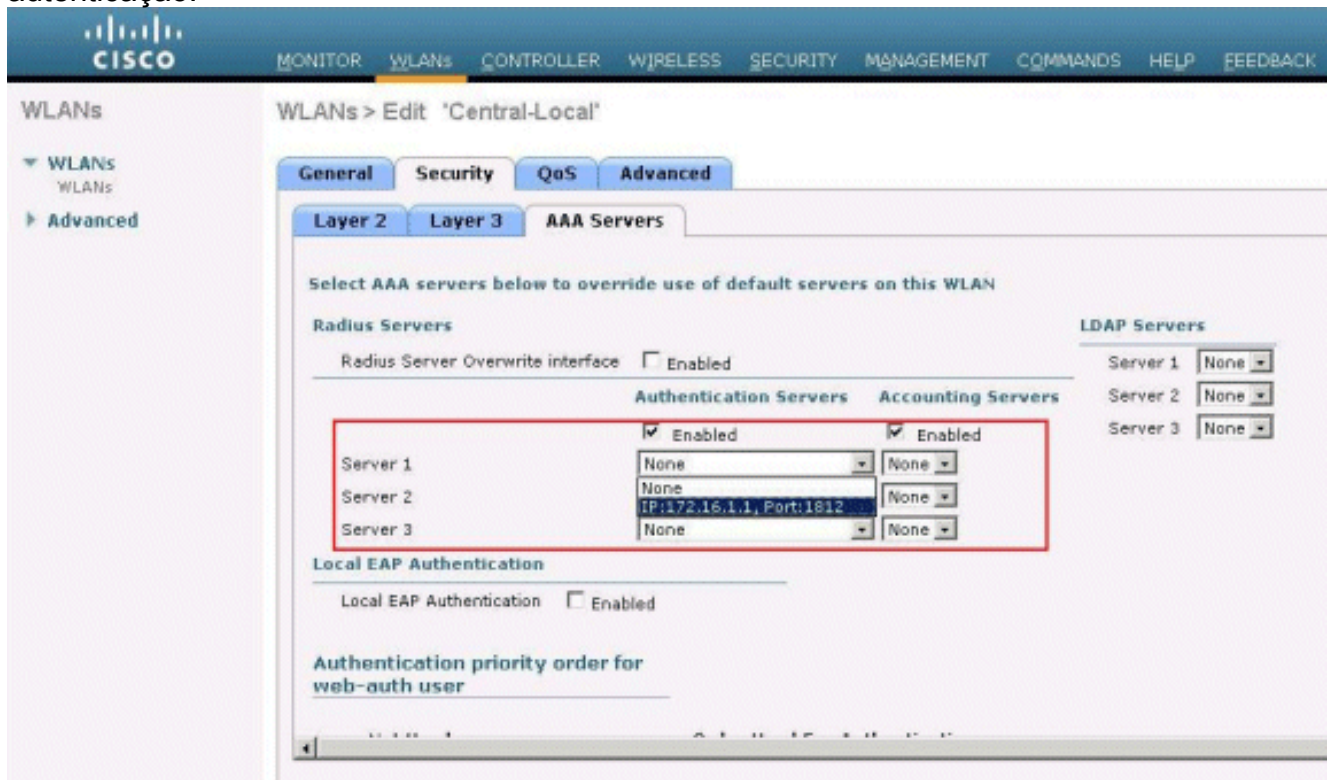 autenticação.
CISCO
MONITOR WLANs CONTROLLER WIRELESS SECURITY MANAGEMENT COMMANDS HELP FEEDBACK
WLANs
WLANs
WLANs
Advanced
WLANs > Edit 'Central-Local'
General Security QoS Advanced
Layer 2 Layer 3 AAA Servers
Select AAA servers below to override use of default servers on this WLAN
Radius Servers
Radius Server Overwrite interface Enabled
Authentication Servers Accounting Servers
Enabled Enabled
Server 1 None None
None
Server 2 IP:172.16.1.1, Port:1812 None
Server 3 None None
LDAP Servers
Server 1 None
Server 2 None
Server 3 None
Local EAP Authentication
Local EAP Authentication Enabled
Authentication priority order for
web-auth user